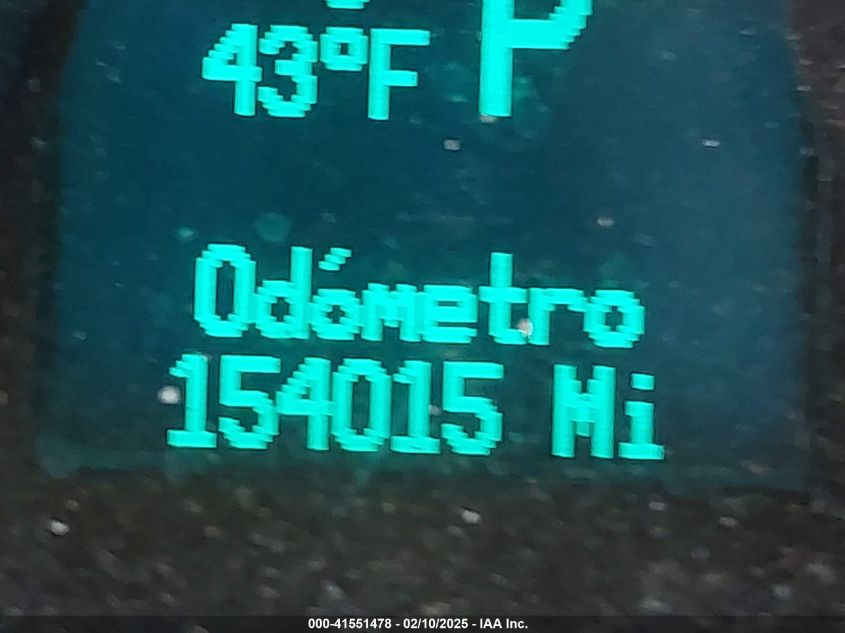 43°F P
Odómetro
154015 Mi
000-41551478 - 02/10/2025 - IAA Inc.